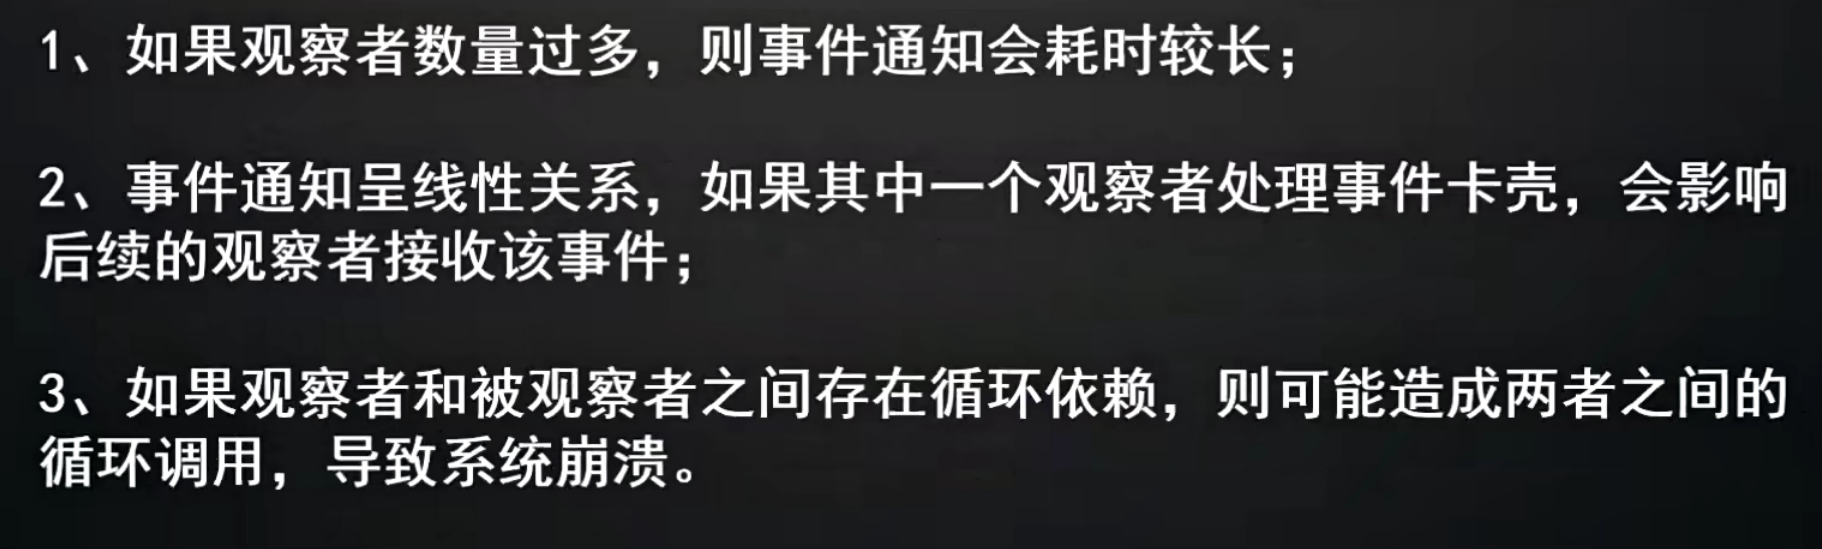 1、如果观察者数量过多，则事件通知会耗时较长；
2、事件通知呈线性关系，如果其中一个观察者处理事件卡壳，会影响
后续的观察者接收该事件；
3、如果观察者和被观察者之间存在循环依赖，则可能造成两者之间的
循环调用，导致系统崩溃。